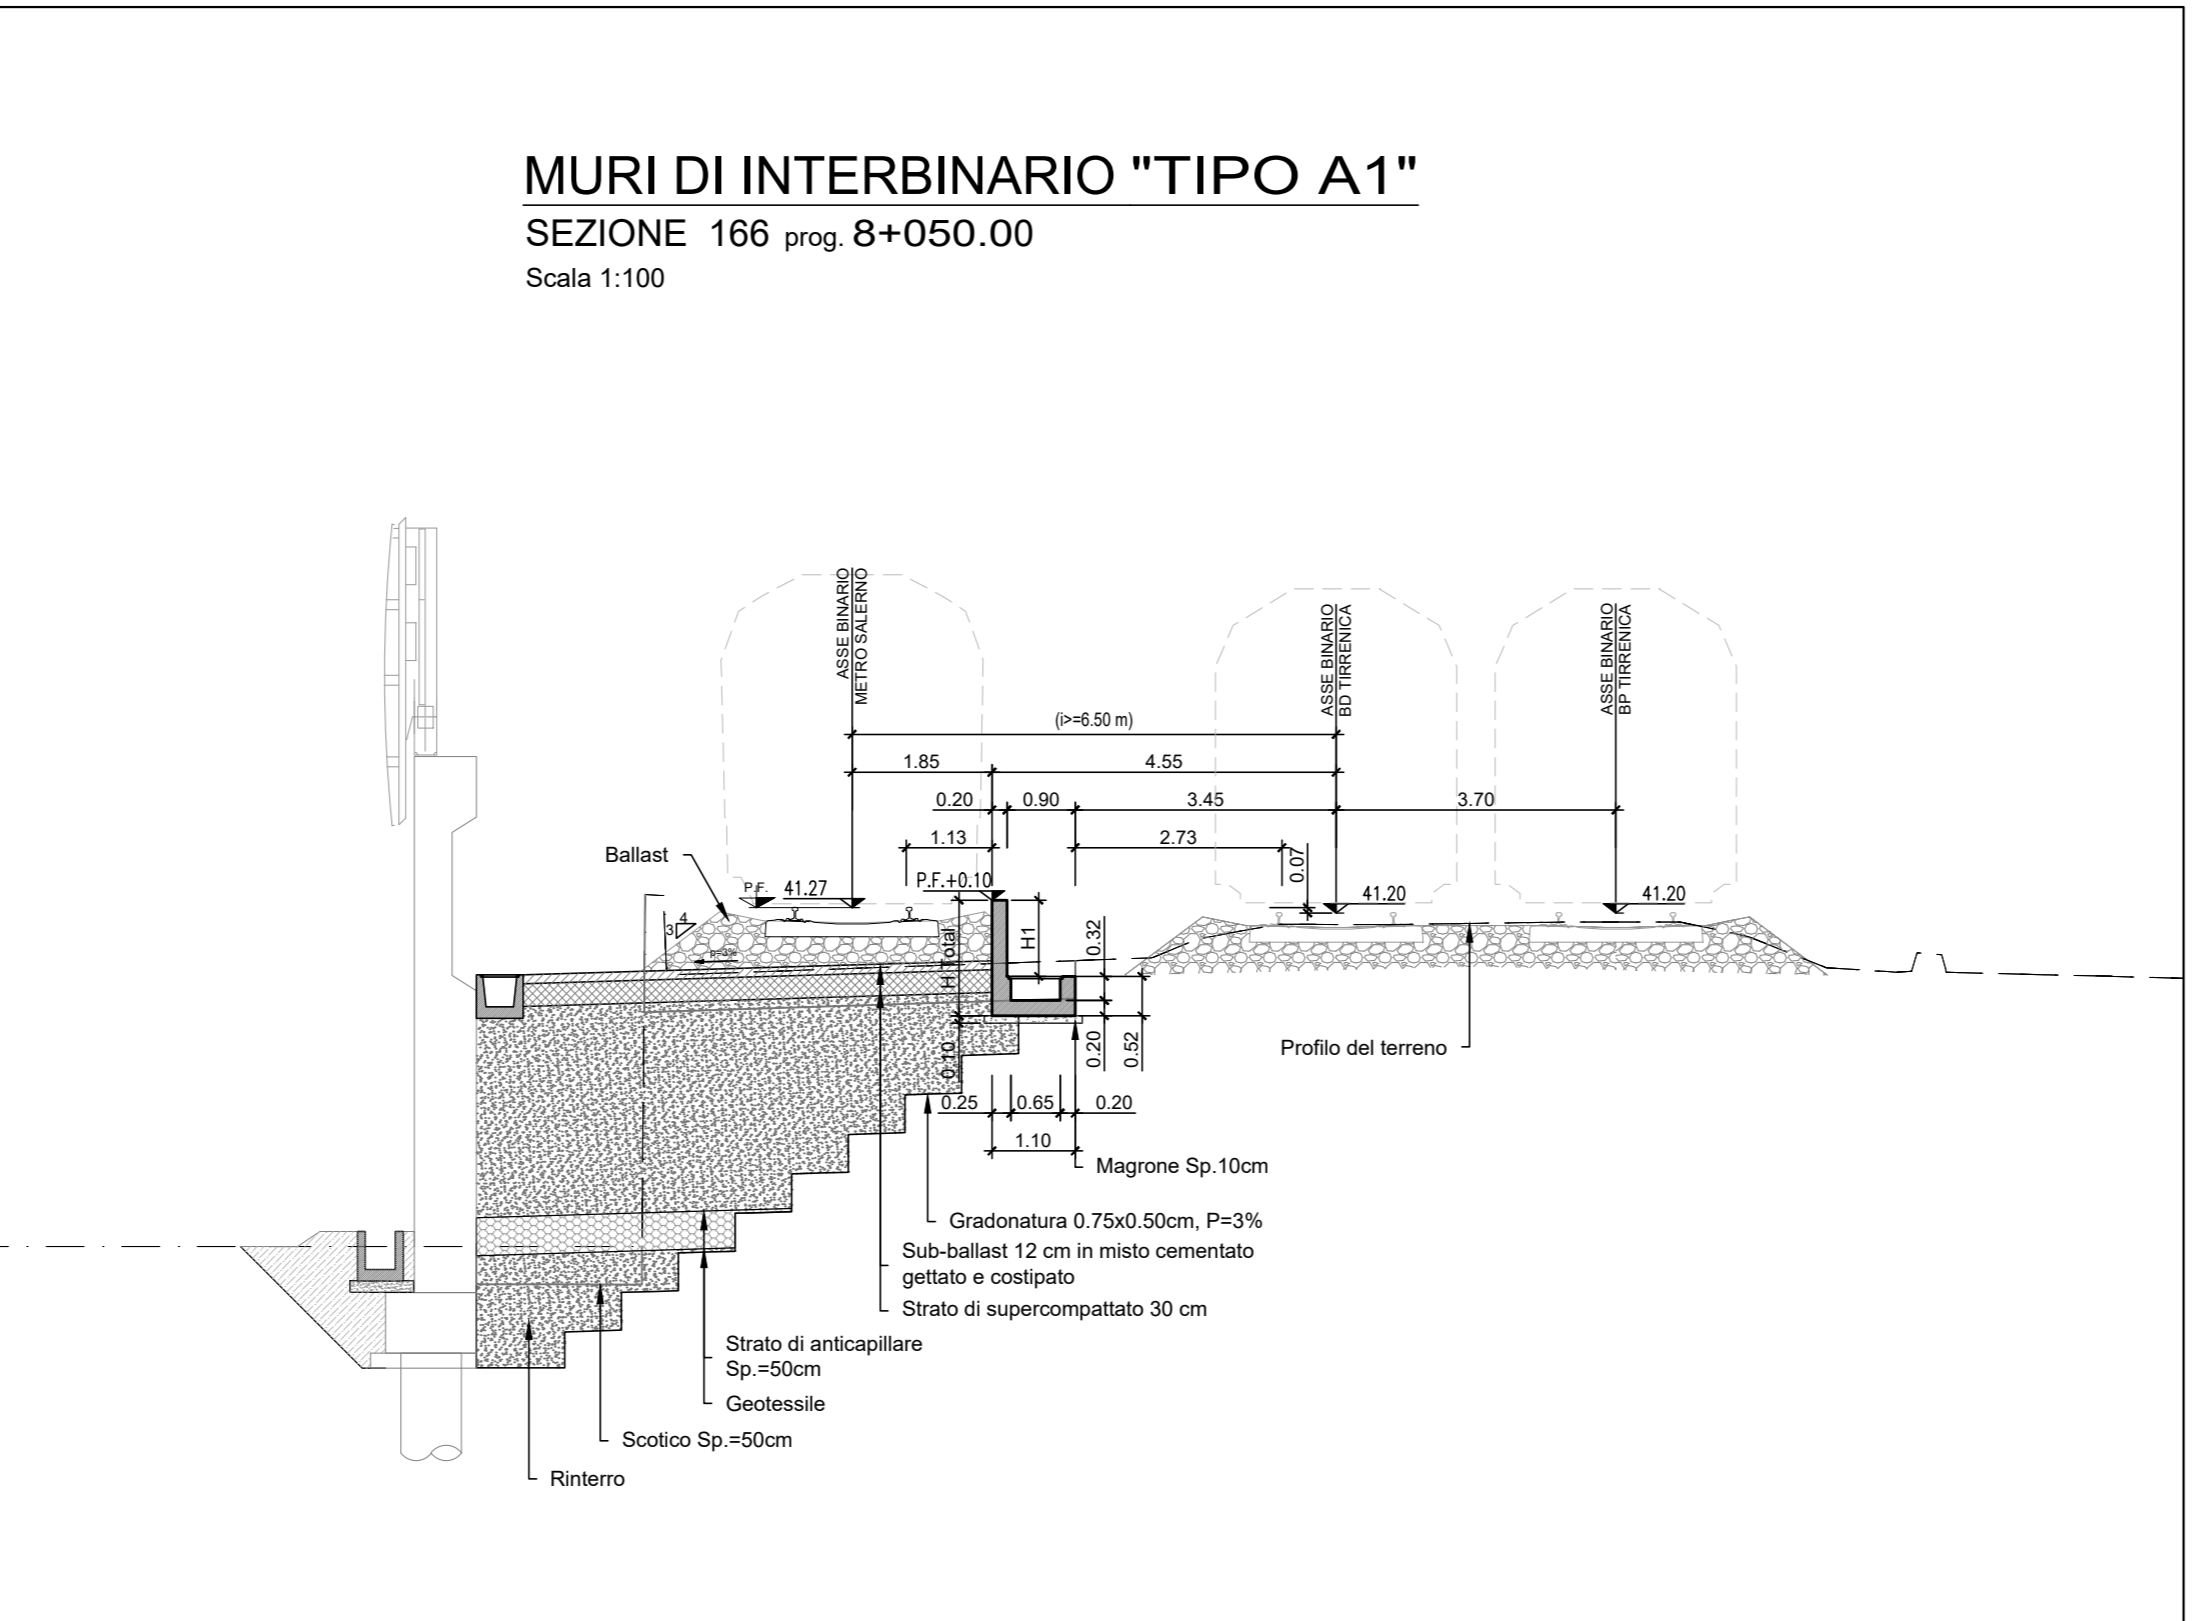 MURI DI INTERBINARIO "TIPO A1"
SEZIONE 166 prog. 8+050.00
Scala 1:100
ASSE BINARIO
METRO SALERNO
ASSE BINARIO
BD TIRRENICA
ASSE BINARIO
BP TIRRENICA
(i>=6.50 m)
1.85
4.55
0.20
0.90
3.45
3.70
1.13
2.73
Ballast
0.07
P.F.
41.27
P.F.+0.10
41.20
41.20
4
3
p=3%
H Total
H1
0.32
0.10
0.20
0.52
Profilo del terreno
0.25
0.65
0.20
1.10
Magrone Sp.10cm
Gradonatura 0.75x0.50cm, P=3%
Sub-ballast 12 cm in misto cementato
gettato e costipato
Strato di supercompattato 30 cm
Strato di anticapillare
Sp.=50cm
Geotessile
Scotico Sp.=50cm
Rinterro